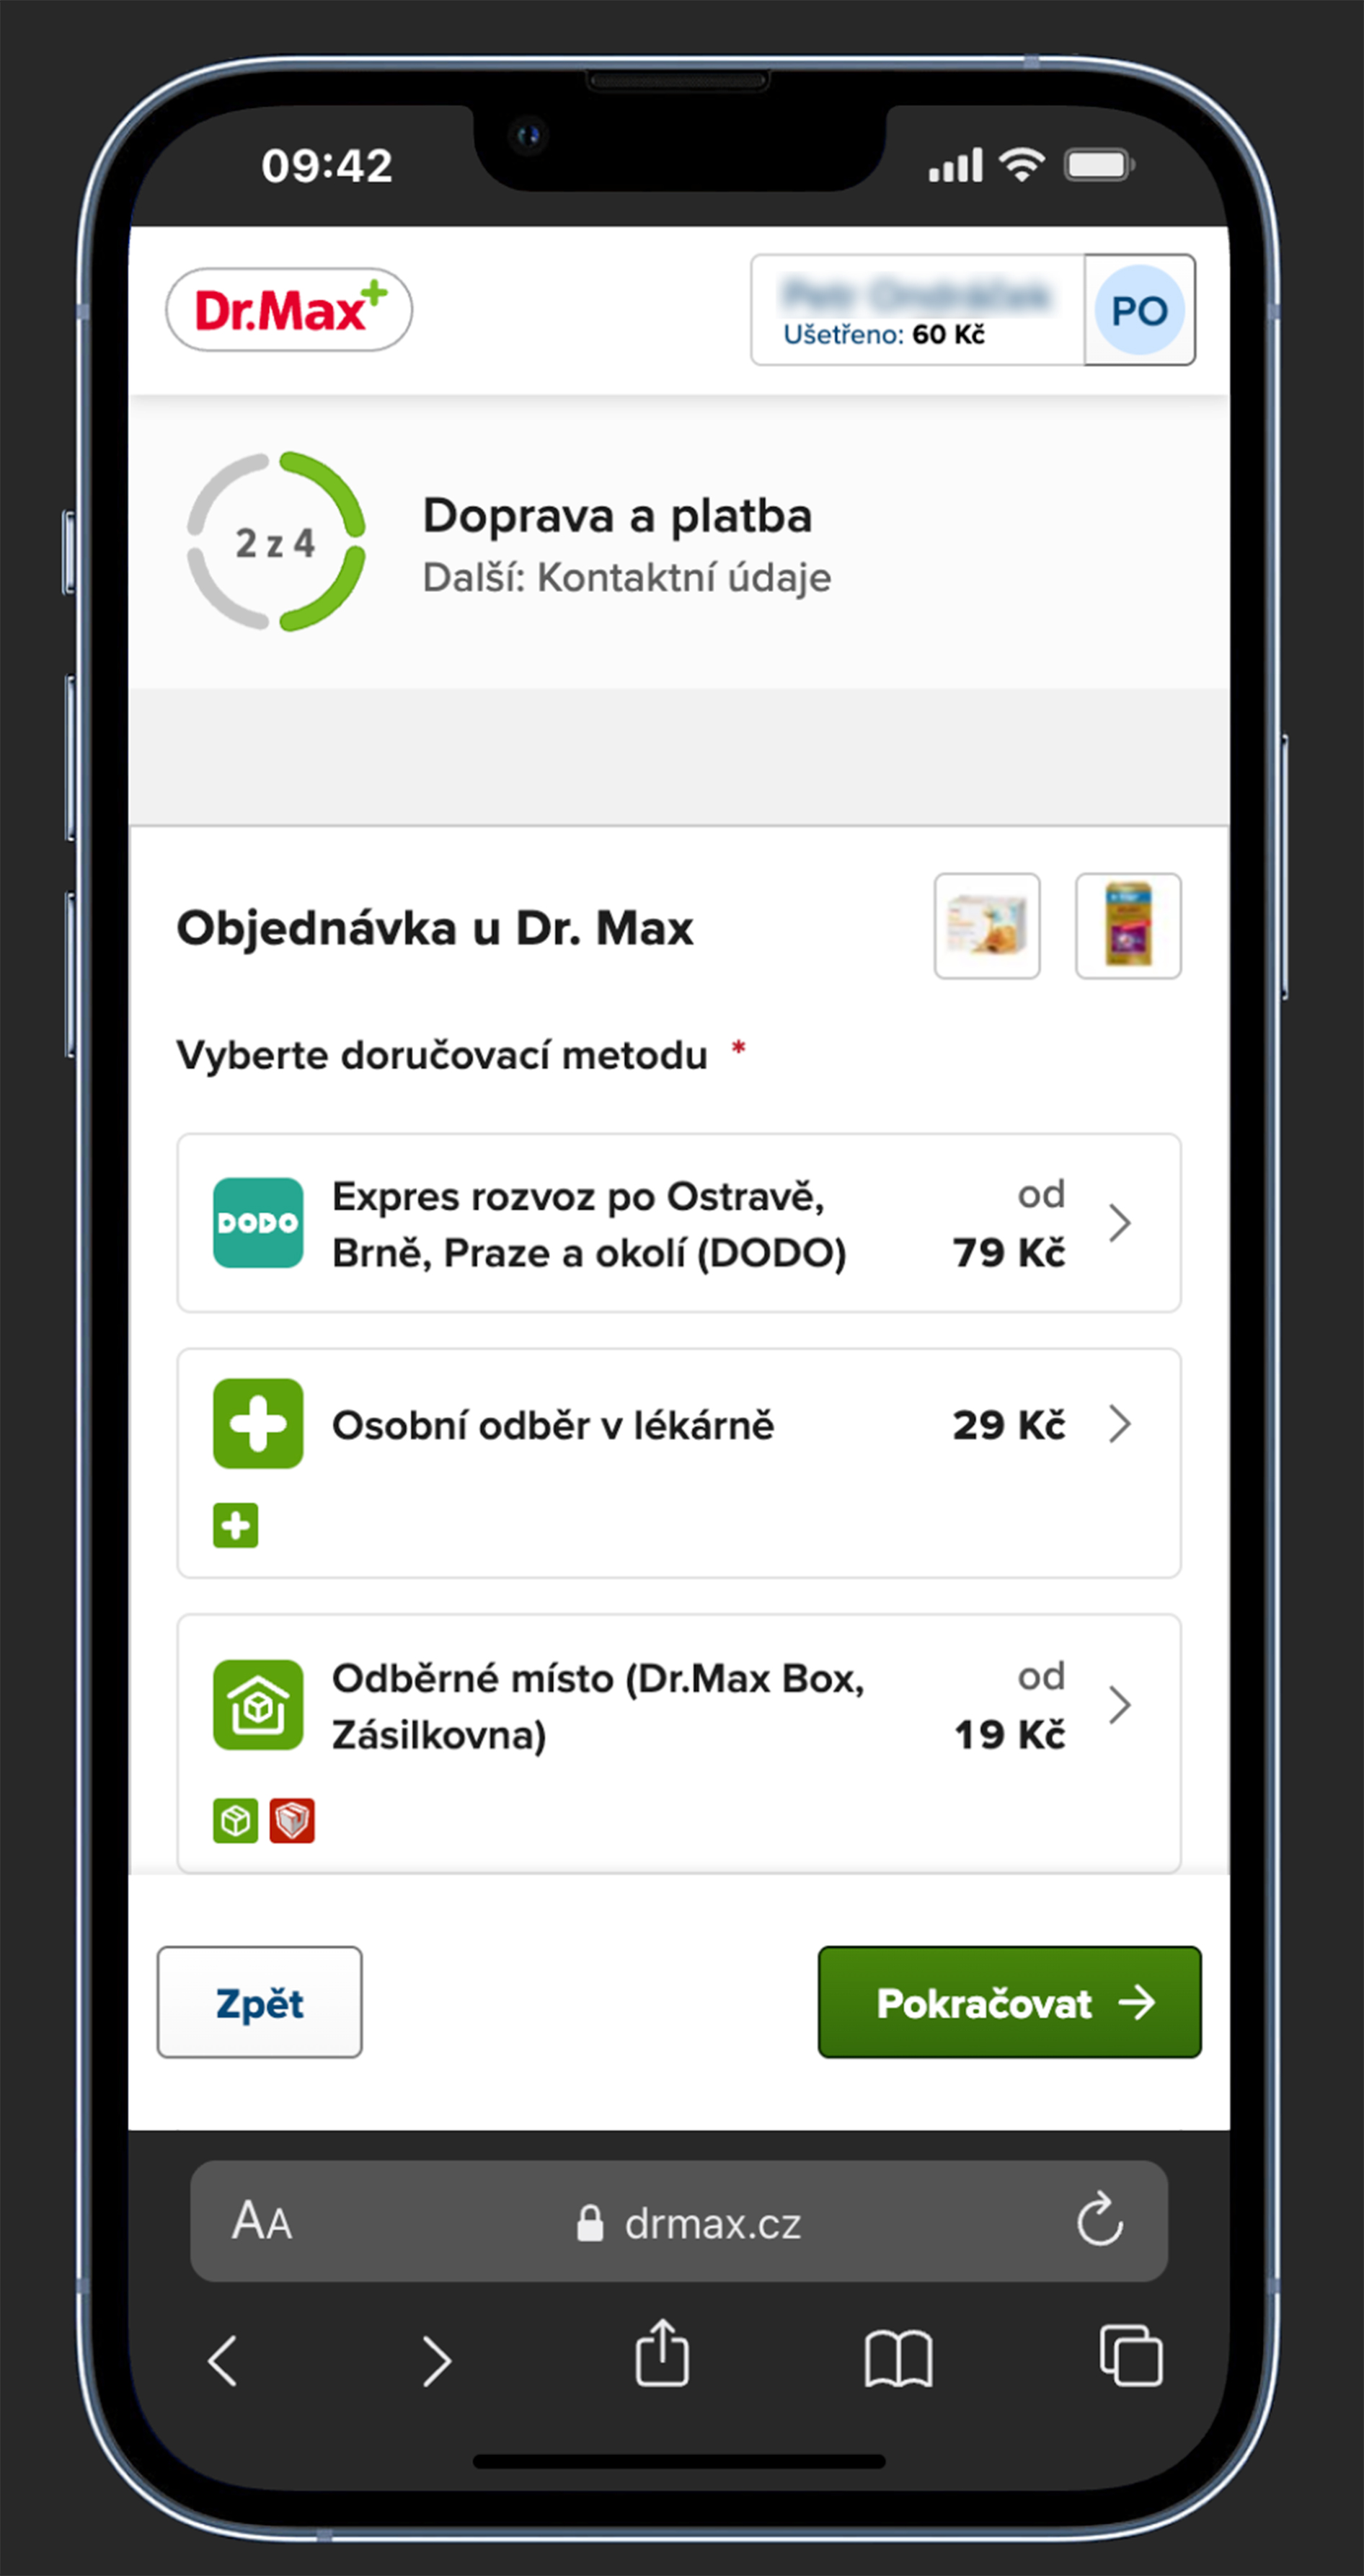 09:42
Dr.Max+
Ušetřeno: 60 Kč
PO
2 z 4
Doprava a platba
Další: Kontaktní údaje
Objednávka u Dr. Max
Vyberte doručovací metodu *
DODO
Expres rozvoz po Ostravě,
Brně, Praze a okolí (DODO)
od
79 Kč
Osobní odběr v lékárně
29 Kč
Odběrné místo (Dr.Max Box,
Zásilkovna)
od
19 Kč
Zpět
Pokračovat →
AA
drmax.cz